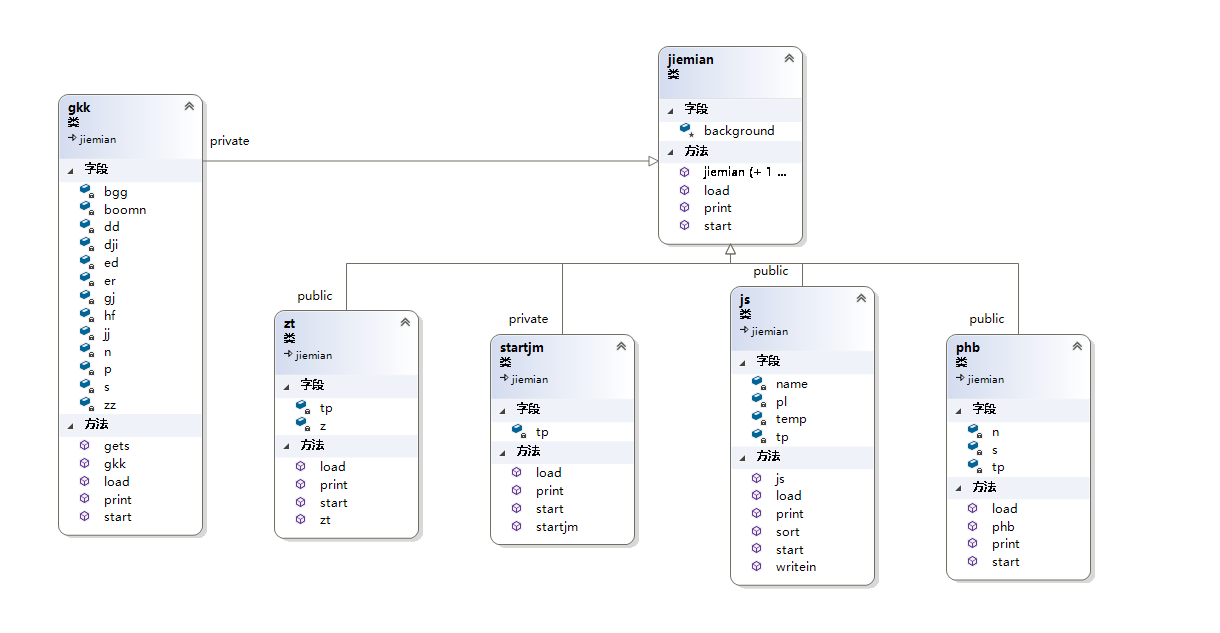 gkk
类
jiemian
字段
bgg
boomn
dd
dji
ed
er
gj
hf
jj
n
p
s
zz
方法
gets
gkk
load
print
start
private
jiemian
类
字段
background
方法
jiemian (+ 1 ...
load
print
start
public
zt
类
jiemian
字段
tp
z
方法
load
print
start
zt
private
startjm
类
jiemian
字段
tp
方法
load
print
start
startjm
public
js
类
jiemian
字段
name
pl
temp
tp
方法
js
load
print
sort
start
writein
public
phb
类
jiemian
字段
n
s
tp
方法
load
phb
print
start